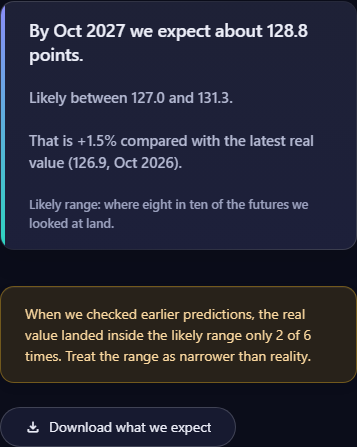 By Oct 2027 we expect about 128.8
points.
Likely between 127.0 and 131.3.
That is +1.5% compared with the latest real
value (126.9, Oct 2026).
Likely range: where eight in ten of the futures we
looked at land.
When we checked earlier predictions, the real
value landed inside the likely range only 2 of 6
times. Treat the range as narrower than reality.
Download what we expect